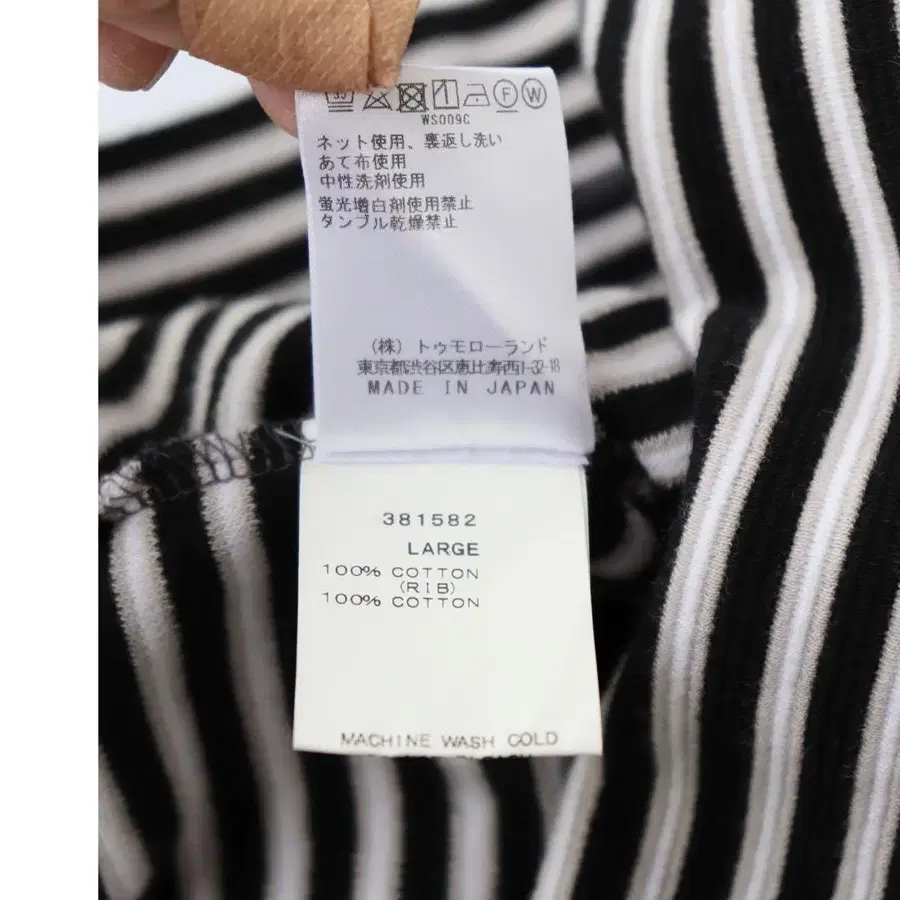 F W
WS009C
ネット使用、裏返し洗い
あて布使用
中性洗剤使用
蛍光増白剤使用禁止
タンブル乾燥禁止
(株) トゥモローランド
東京都渋谷区恵比寿西1-32-18
MADE IN JAPAN
381582
LARGE
100% COTTON
(RIB)
100% COTTON
MACHINE WASH COLD